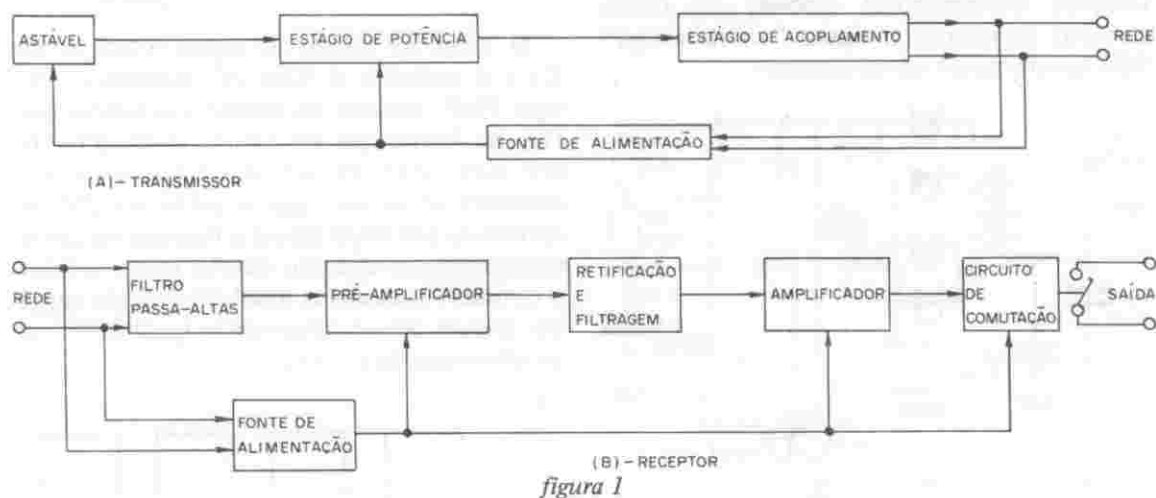 ASTÁVEL
ESTÁGIO DE POTÊNCIA
ESTÁGIO DE ACOPLAMENTO
REDE
FONTE DE ALIMENTAÇÃO
(A)- TRANSMISSOR
REDE
FILTRO
PASSA-ALTAS
PRÉ-AMPLIFICADOR
RETIFICAÇÃO
E
FILTRAGEM
AMPLIFICADOR
CIRCUITO
DE
COMUTAÇÃO
SAÍDA
FONTE DE
ALIMENTAÇÃO
(B)-RECEPTOR
figura 1